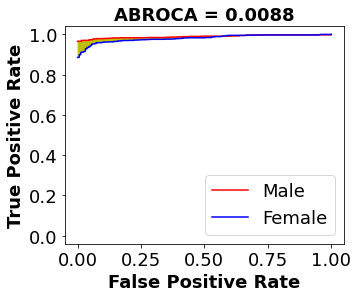 ABROCA = 0.0088
True Positive Rate
1.0
0.8
0.6
0.4
0.2
0.0
Male
Female
0.00 0.25 0.50 0.75 1.00
False Positive Rate